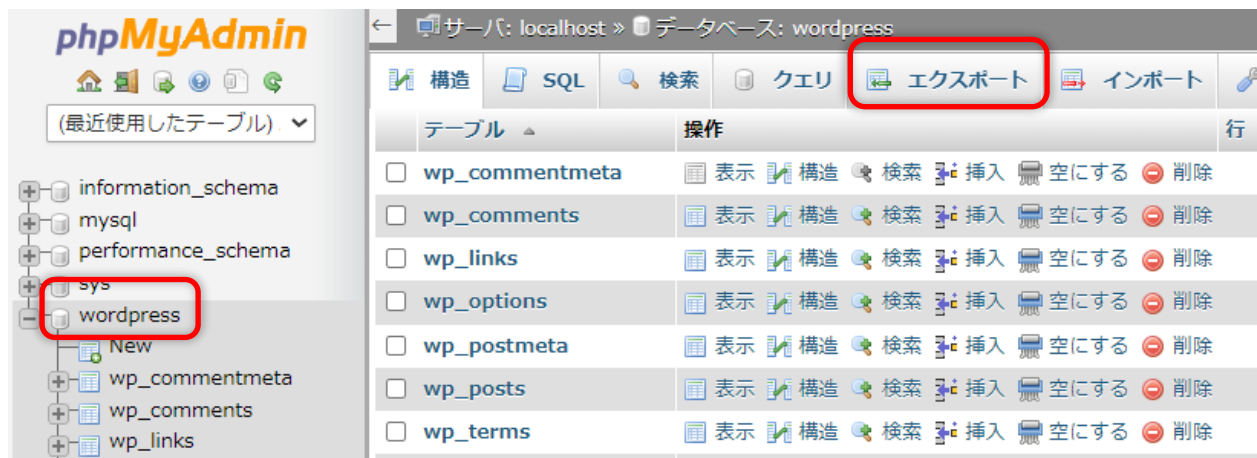 phpMyAdmin
(最近使用したテーブル) .
information_schema
mysql
performance_schema
sys
wordpress
New
wp_commentmeta
wp_comments
wp_links
← サーバ: localhost » データベース: wordpress
構造 SQL 検索 クエリ エクスポート インポート
テーブル 操作 行
wp_commentmeta 表示 構造 検索 挿入 空にする 削除
wp_comments 表示 構造 検索 挿入 空にする 削除
wp_links 表示 構造 検索 挿入 空にする 削除
wp_options 表示 構造 検索 挿入 空にする 削除
wp_postmeta 表示 構造 検索 挿入 空にする 削除
wp_posts 表示 構造 検索 挿入 空にする 削除
wp_terms 表示 構造 検索 挿入 空にする 削除